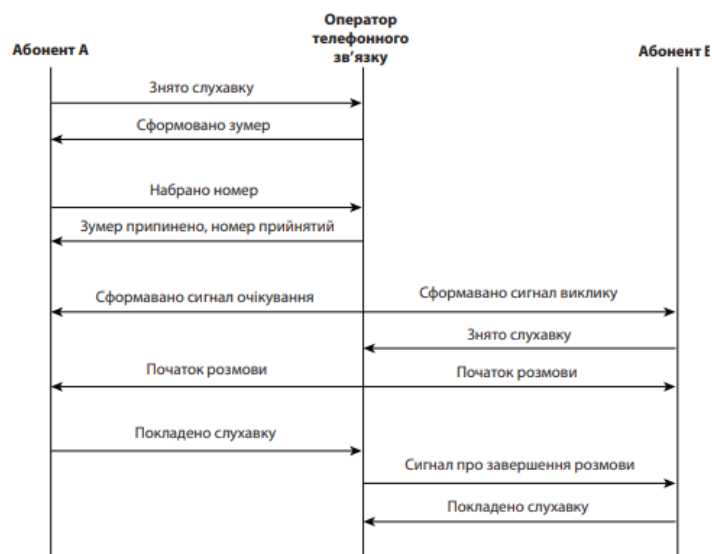 Абонент А
Оператор
телефонного
зв’язку
Абонент Б
Знято слухавку
Сформовано зумер
Набрано номер
Зумер припинено, номер прийнятий
Сформавано сигнал очікування
Сформавано сигнал виклику
Знято слухавку
Початок розмови
Початок розмови
Покладено слухавку
Сигнал про завершення розмови
Покладено слухавку